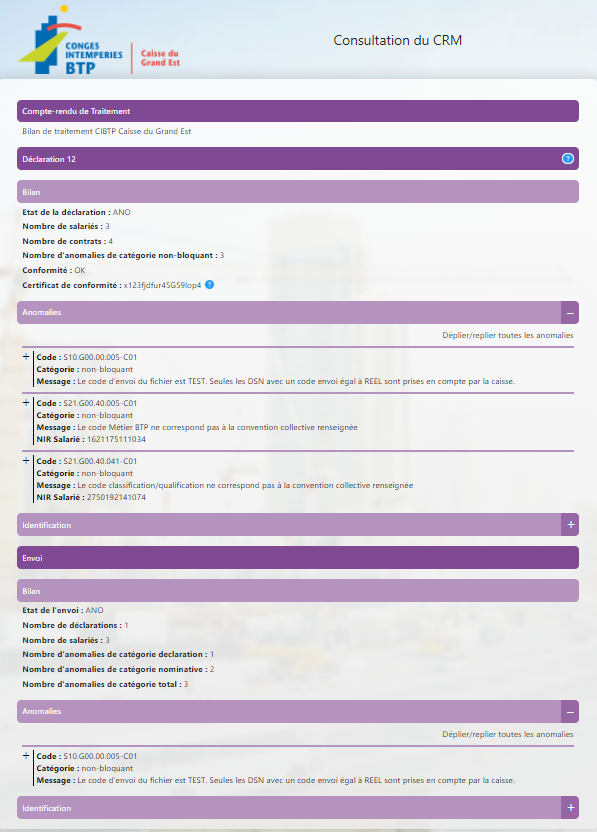 CONGES
INTEMPERIES
BTP
Caisse du
Grand Est
Consultation du CRM
Compte-rendu de Traitement
Bilan de traitement CIBTP Caisse du Grand Est
Déclaration 12
?
Bilan
Etat de la déclaration : ANO
Nombre de salariés : 3
Nombre de contrats : 4
Nombre d'anomalies de catégorie non-bloquant : 3
Conformité : OK
Certificat de conformité : x123fjdfur45G59lop4 ?
Anomalies –
Déplier/replier toutes les anomalies
+ Code : S10.G00.00.005-C01
Catégorie : non-bloquant
Message : Le code d'envoi du fichier est TEST. Seules les DSN avec un code envoi égal à REEL sont prises en compte par la caisse.
+ Code : S21.G00.40.005-C01
Catégorie : non-bloquant
Message : Le code Métier BTP ne correspond pas à la convention collective renseignée
NIR Salarié : 1621175111034
+ Code : S21.G00.40.041-C01
Catégorie : non-bloquant
Message : Le code classification/qualification ne correspond pas à la convention collective renseignée
NIR Salarié : 2750192141074
Identification +
Envoi
Bilan
Etat de l'envoi : ANO
Nombre de déclarations : 1
Nombre de salariés : 3
Nombre d'anomalies de catégorie declaration : 1
Nombre d'anomalies de catégorie nominative : 2
Nombre d'anomalies de catégorie total : 3
Anomalies –
Déplier/replier toutes les anomalies
+ Code : S10.G00.00.005-C01
Catégorie : non-bloquant
Message : Le code d'envoi du fichier est TEST. Seules les DSN avec un code envoi égal à REEL sont prises en compte par la caisse.
Identification +